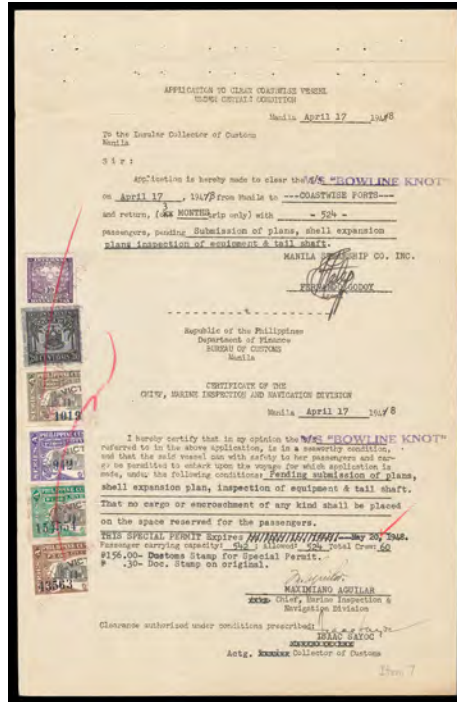 APPLICATION TO CLEAR COASTWISE VESSEL
UNDER CERTAIN CONDITION
Manila April 17 1948
To the Insular Collector of Customs
Manila
Sir:
Application is hereby made to clear the M/S "BOWLINE KNOT"
on April 17, 1948 from Manila to ---COASTWISE PORTS---
and return, (3 MONTHS trip only) with - 524 -
passengers, pending Submission of plans, shell expansion
plans inspection of equipment & tail shaft.
MANILA STEAMSHIP CO. INC.
FERNANDO GODOY
Republic of the Philippines
Department of Finance
BUREAU OF CUSTOMS
Manila
CERTIFICATE OF THE
CHIEF, MARINE INSPECTION AND NAVIGATION DIVISION
Manila April 17 1948
I hereby certify that in my opinion the M/S "BOWLINE KNOT"
referred to in the above application, is in a seaworthy condition,
and that the said vessel can with safety to her passengers and car-
go be permitted to embark upon the voyage for which application is
made, under the following conditions: Pending submission of plans,
shell expansion plan, inspection of equipment & tail shaft.
That no cargo or encroachment of any kind shall be placed
on the space reserved for the passengers.
THIS SPECIAL PERMIT Expires May 20, 1948.
Passenger carrying capacity: 542 ; Allowed: 524 Total Crew: 60
₱156.00- Customs Stamp for Special Permit.
₱ .30- Doc. Stamp on original.
MAXIMIANO AGUILAR
Chief, Marine Inspection &
Navigation Division
Clearance authorized under conditions prescribed:
ISAAC SAYOC
Actg. Collector of Customs
1019
13563
Item 7